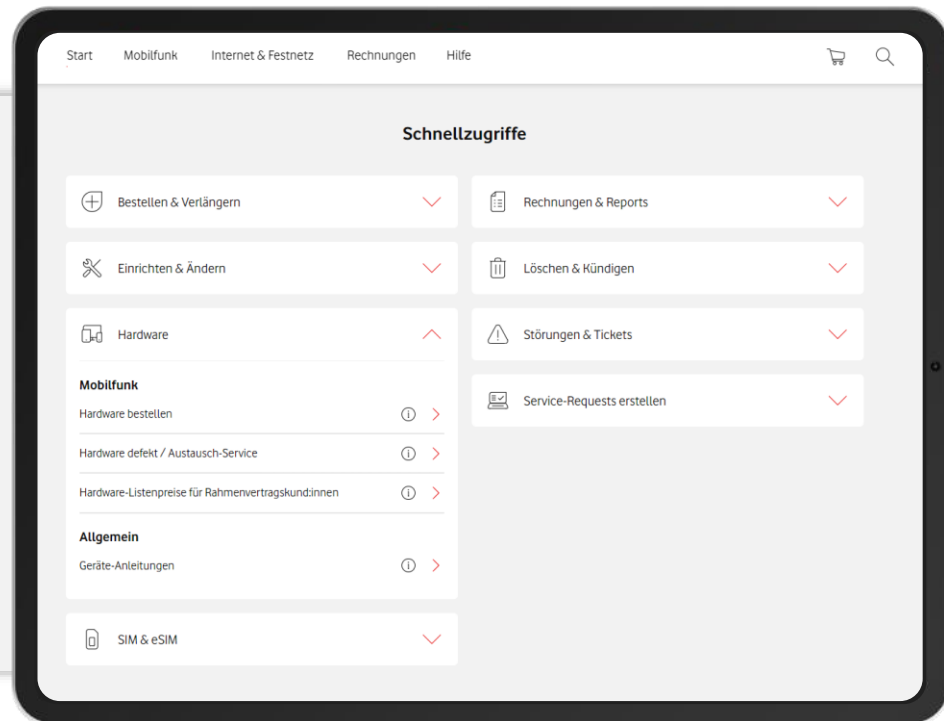 Start Mobilfunk Internet & Festnetz Rechnungen Hilfe
Schnellzugriffe
Bestellen & Verlängern
Einrichten & Ändern
Hardware
Mobilfunk
Hardware bestellen
Hardware defekt / Austausch-Service
Hardware-Listenpreise für Rahmenvertragskund:innen
Allgemein
Geräte-Anleitungen
SIM & eSIM
Rechnungen & Reports
Löschen & Kündigen
Störungen & Tickets
Service-Requests erstellen